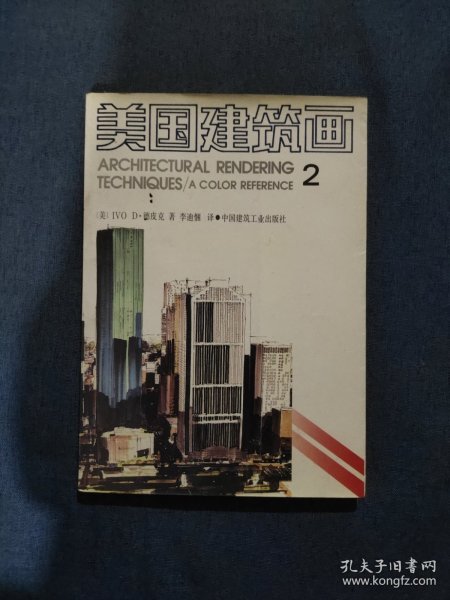 美国建筑画
ARCHITECTURAL RENDERING
TECHNIQUES/A COLOR REFERENCE 2
(美) IVO D·德皮克 著 李迪悃 译●中国建筑工业出版社
孔夫子旧书网
www.kongfz.com